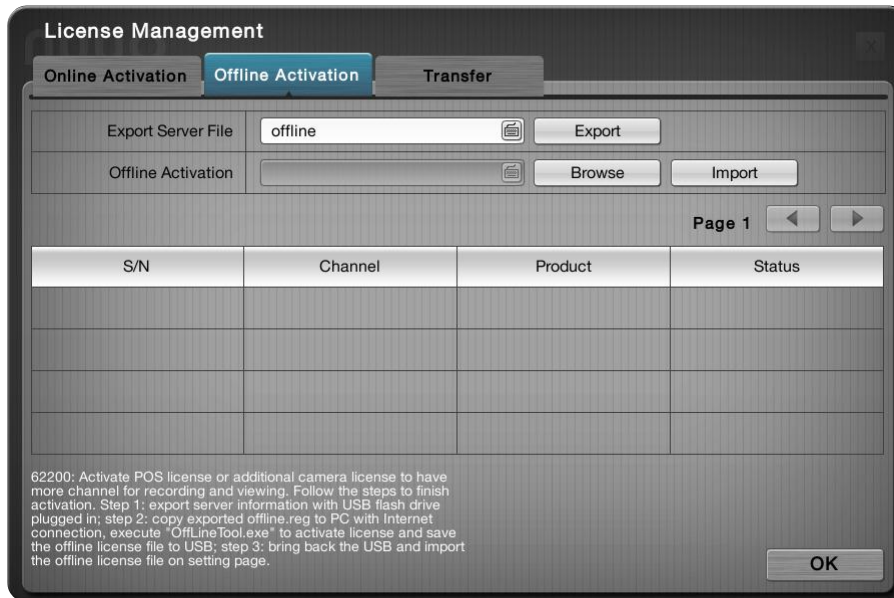 License Management
Online Activation
Offline Activation
Transfer
Export Server File
offline
Export
Offline Activation
Browse
Import
Page 1
S/N
Channel
Product
Status
62200: Activate POS license or additional camera license to have
more channel for recording and viewing. Follow the steps to finish
activation. Step 1: export server information with USB flash drive
plugged in; step 2: copy exported offline.reg to PC with Internet
connection, execute "OffLineTool.exe" to activate license and save
the offline license file to USB; step 3: bring back the USB and import
the offline license file on setting page.
OK